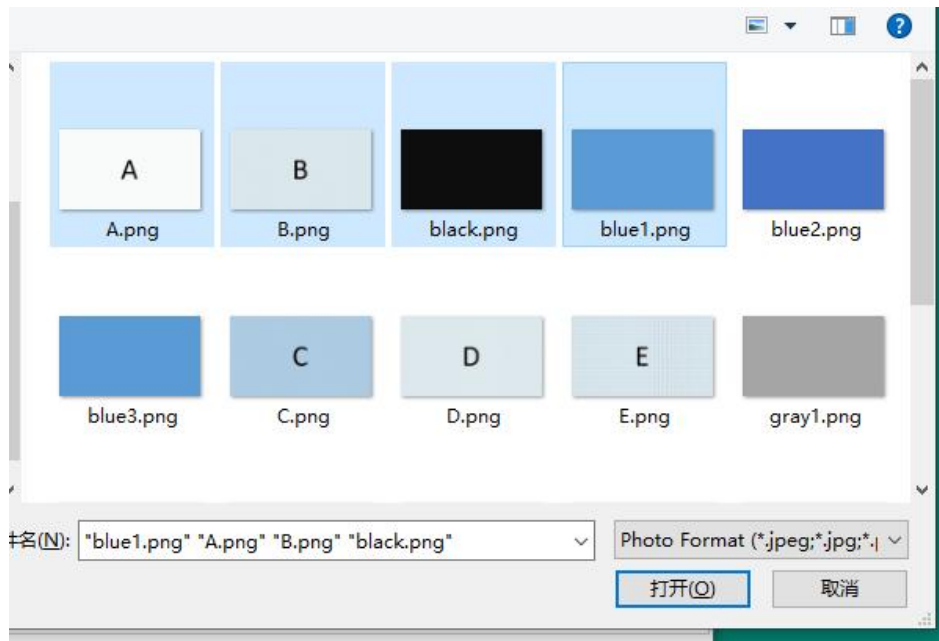 ?
A
B
A.png
B.png
black.png
blue1.png
blue2.png
C
D
E
blue3.png
C.png
D.png
E.png
gray1.png
件名(N):
"blue1.png" "A.png" "B.png" "black.png"
Photo Format (*.jpeg;*.jpg;*.
打开(O)
取消